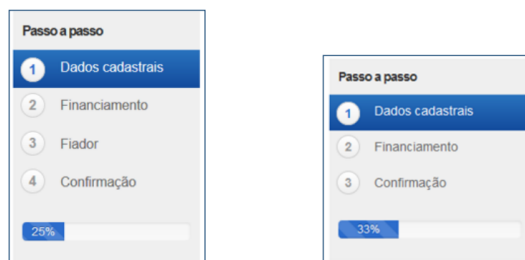 Passo a passo
1 Dados cadastrais
2 Financiamento
3 Fiador
4 Confirmação
25%
Passo a passo
1 Dados cadastrais
2 Financiamento
3 Confirmação
33%